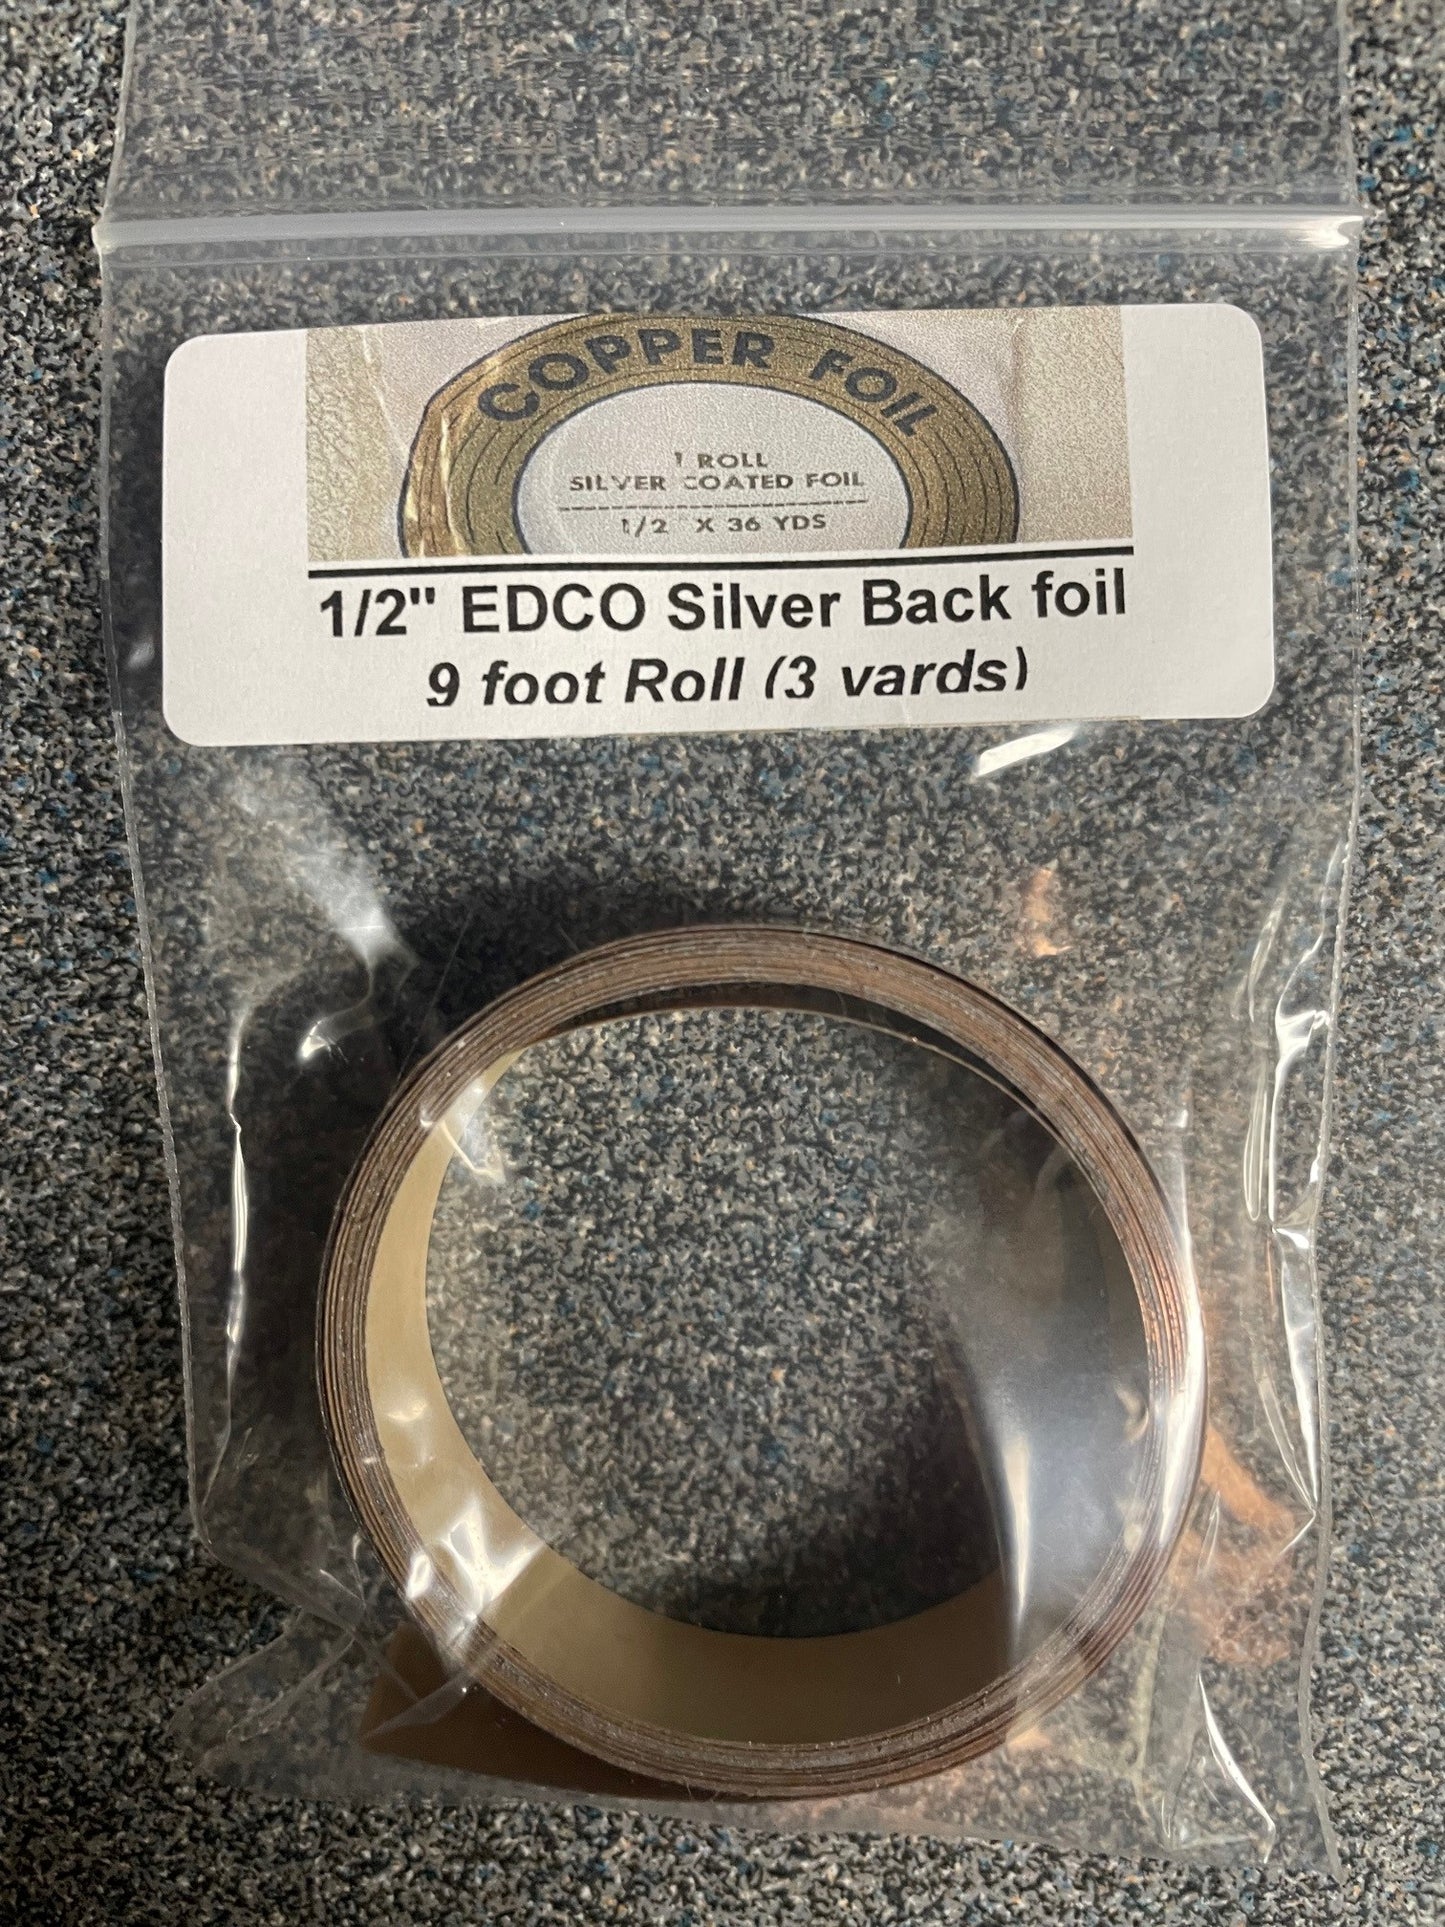 COPPER FOIL
1 ROLL
SILVER COATED FOIL
1/2 " X 36 YDS
1/2" EDCO Silver Back foil
9 foot Roll (3 yards)